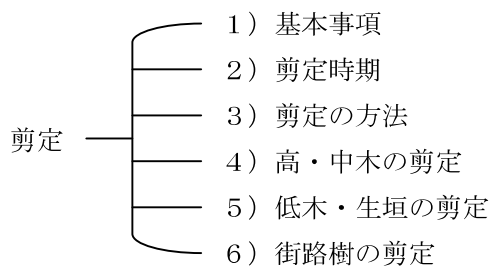 剪定
１）基本事項
２）剪定時期
３）剪定の方法
４）高・中木の剪定
５）低木・生垣の剪定
６）街路樹の剪定